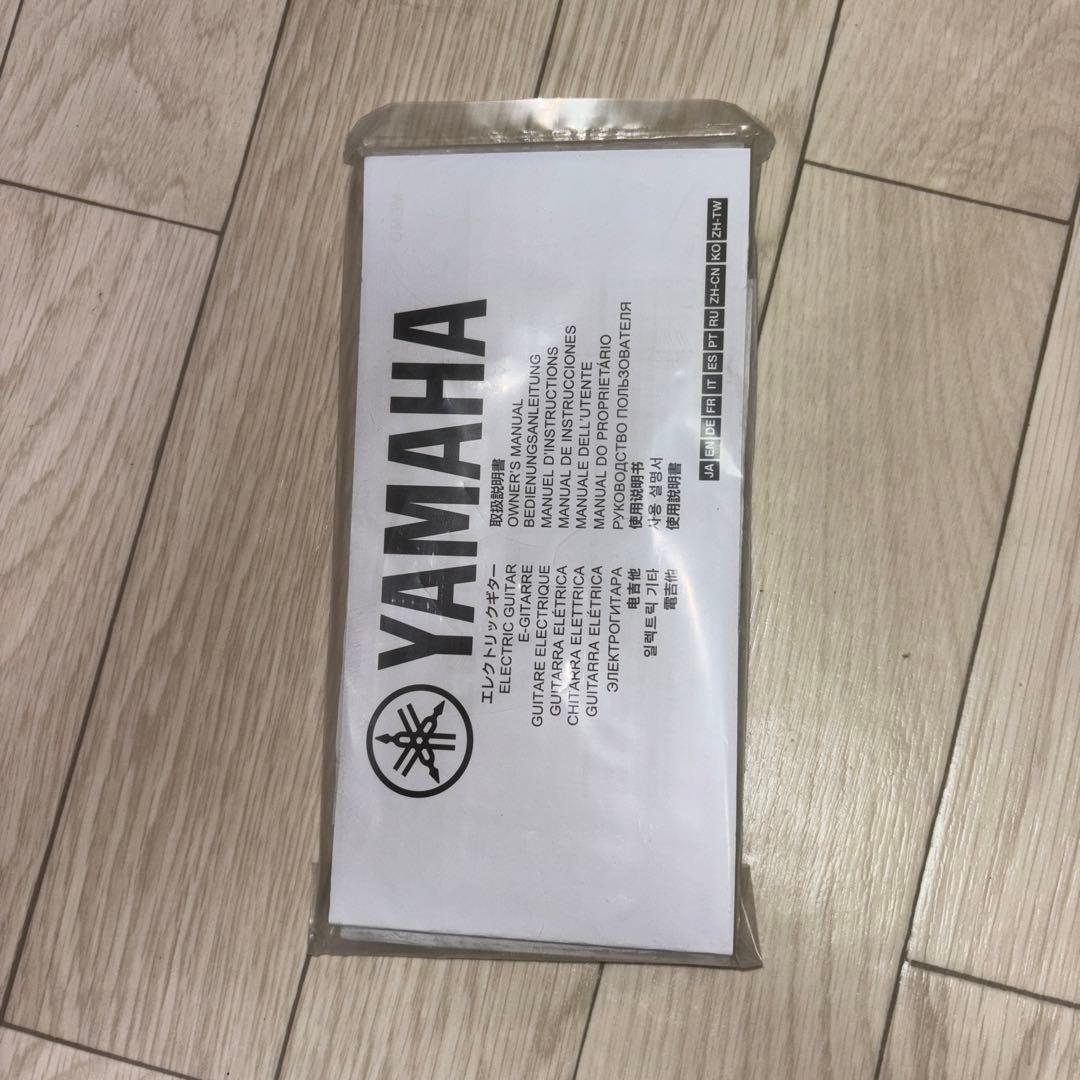 YAMAHA
エレクトリックギター 取扱説明書
ELECTRIC GUITAR OWNER'S MANUAL
E-GITARRE BEDIENUNGSANLEITUNG
GUITARE ELECTRIQUE MANUEL D'INSTRUCTIONS
GUITARRA ELÉTRICA MANUAL DE INSTRUCCIONES
CHITARRA ELETTRICA MANUALE DELL'UTENTE
GUITARRA ELÉTRICA MANUAL DO PROPRIETÁRIO
ЭЛЕКТРОГИТАРА РУКОВОДСТВО ПОЛЬЗОВАТЕЛЯ
电吉他 使用说明书
일렉트릭 기타 사용 설명서
電吉他 使用說明書
JA EN DE FR IT ES PT RU ZH-CN KO ZH-TW